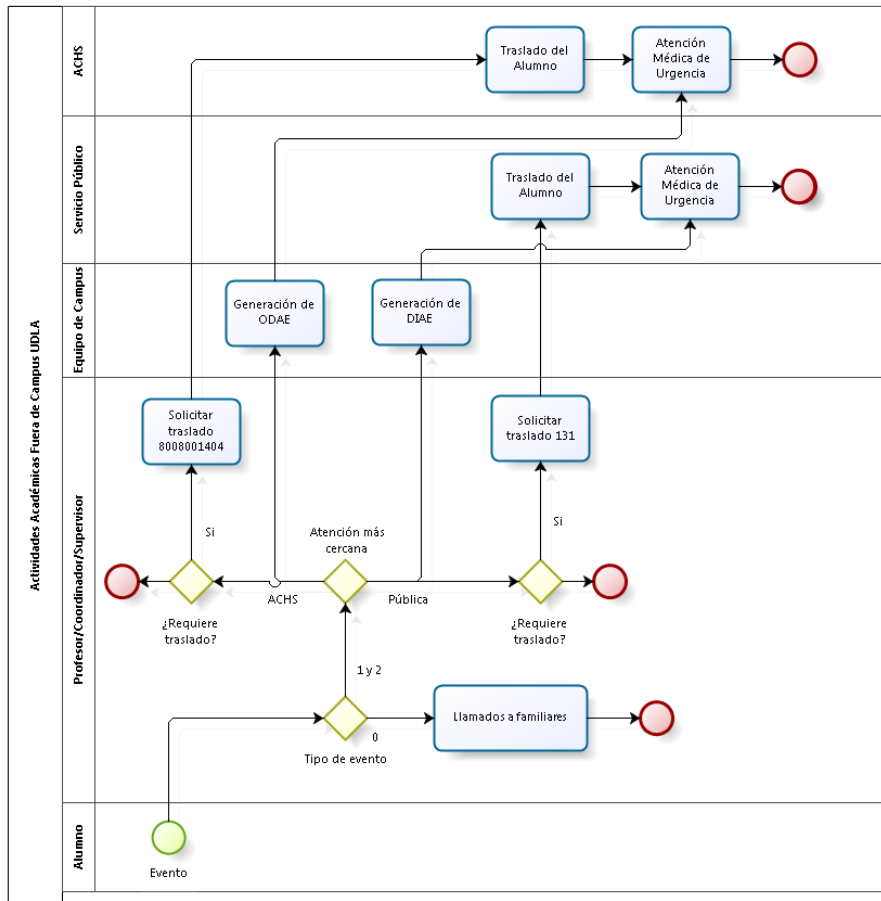 Actividades Académicas Fuera de Campus UDLA
ACHS
Traslado del
Alumno
Atención
Médica de
Urgencia
Servicio Público
Traslado del
Alumno
Atención
Médica de
Urgencia
Equipo de Campus
Generación de
ODAE
Generación de
DIAE
Profesor/Coordinador/Supervisor
Solicitar
traslado
8008001404
Solicitar
traslado 131
Si
Atención más
cercana
Si
ACHS
Pública
¿Requiere
traslado?
¿Requiere
traslado?
1 y 2
Llamados a familiares
0
Tipo de evento
Alumno
Evento